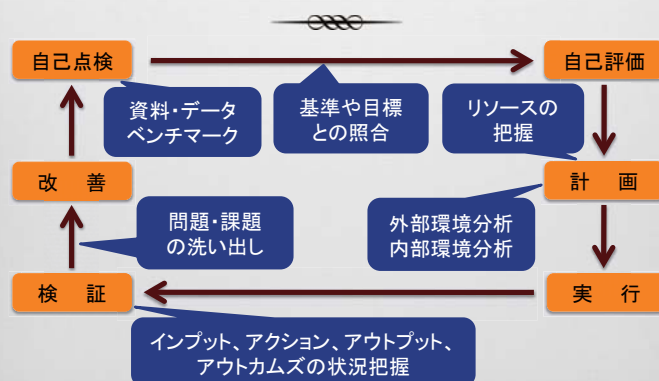 自己点検
自己評価
資料・データ
ベンチマーク
基準や目標
との照合
リソースの
把握
改 善
計 画
問題・課題
の洗い出し
外部環境分析
内部環境分析
検 証
実 行
インプット、アクション、アウトプット、
アウトカムズの状況把握